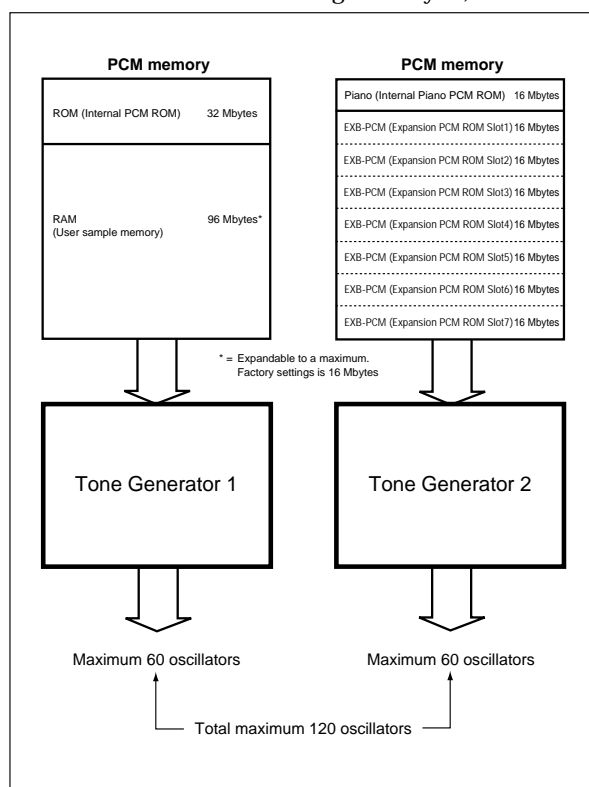 PCM memory
ROM (Internal PCM ROM) 32 Mbytes
RAM 96 Mbytes*
(User sample memory)
PCM memory
Piano (Internal Piano PCM ROM) 16 Mbytes
EXB-PCM (Expansion PCM ROM Slot1) 16 Mbytes
EXB-PCM (Expansion PCM ROM Slot2) 16 Mbytes
EXB-PCM (Expansion PCM ROM Slot3) 16 Mbytes
EXB-PCM (Expansion PCM ROM Slot4) 16 Mbytes
EXB-PCM (Expansion PCM ROM Slot5) 16 Mbytes
EXB-PCM (Expansion PCM ROM Slot6) 16 Mbytes
EXB-PCM (Expansion PCM ROM Slot7) 16 Mbytes
* = Expandable to a maximum.
Factory settings is 16 Mbytes
Tone Generator 1
Tone Generator 2
Maximum 60 oscillators
Maximum 60 oscillators
Total maximum 120 oscillators